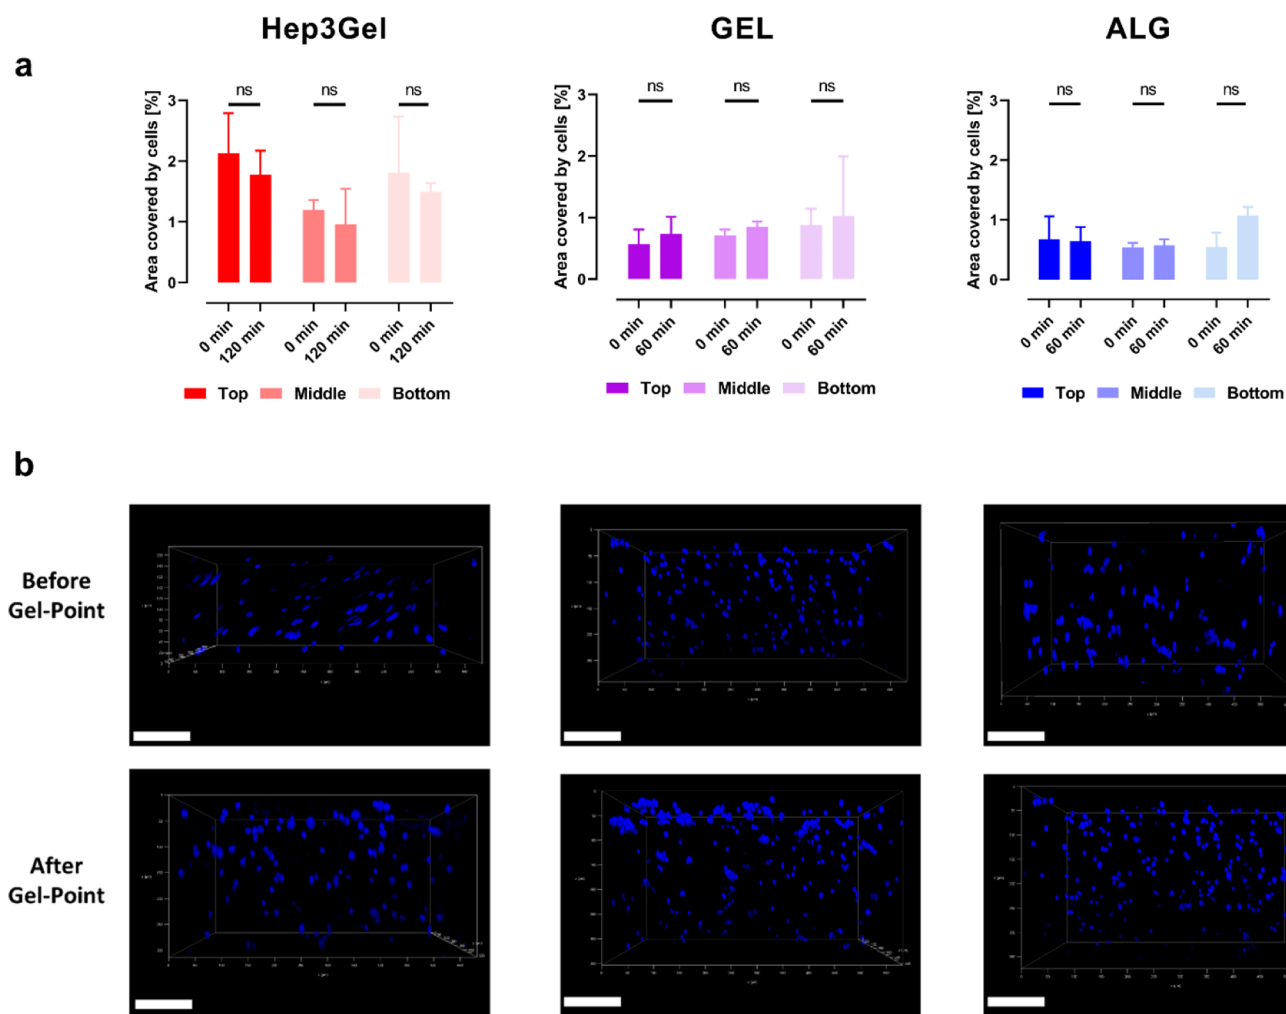 Hep3Gel GEL ALG
a
Area covered by cells [%]
3
2
1
0
ns ns ns
0 min 120 min 0 min 120 min 0 min 120 min
Top Middle Bottom
Area covered by cells [%]
3
2
1
0
ns ns ns
0 min 60 min 0 min 60 min 0 min 60 min
Top Middle Bottom
Area covered by cells [%]
3
2
1
0
ns ns ns
0 min 60 min 0 min 60 min 0 min 60 min
Top Middle Bottom
b
Before
Gel-Point
After
Gel-Point